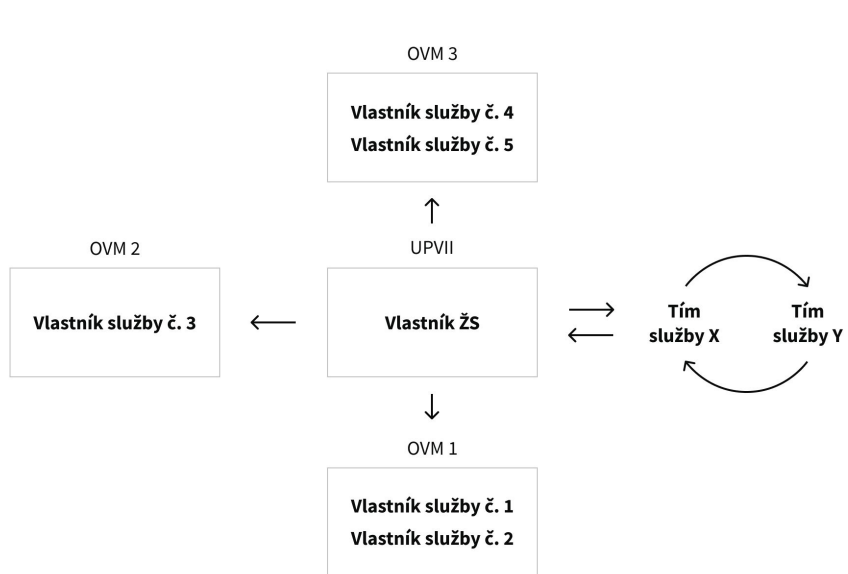 OVM 3
Vlastník služby č. 4
Vlastník služby č. 5
OVM 2
Vlastník služby č. 3
UPVII
Vlastník ŽS
Tím
služby X
Tím
služby Y
OVM 1
Vlastník služby č. 1
Vlastník služby č. 2